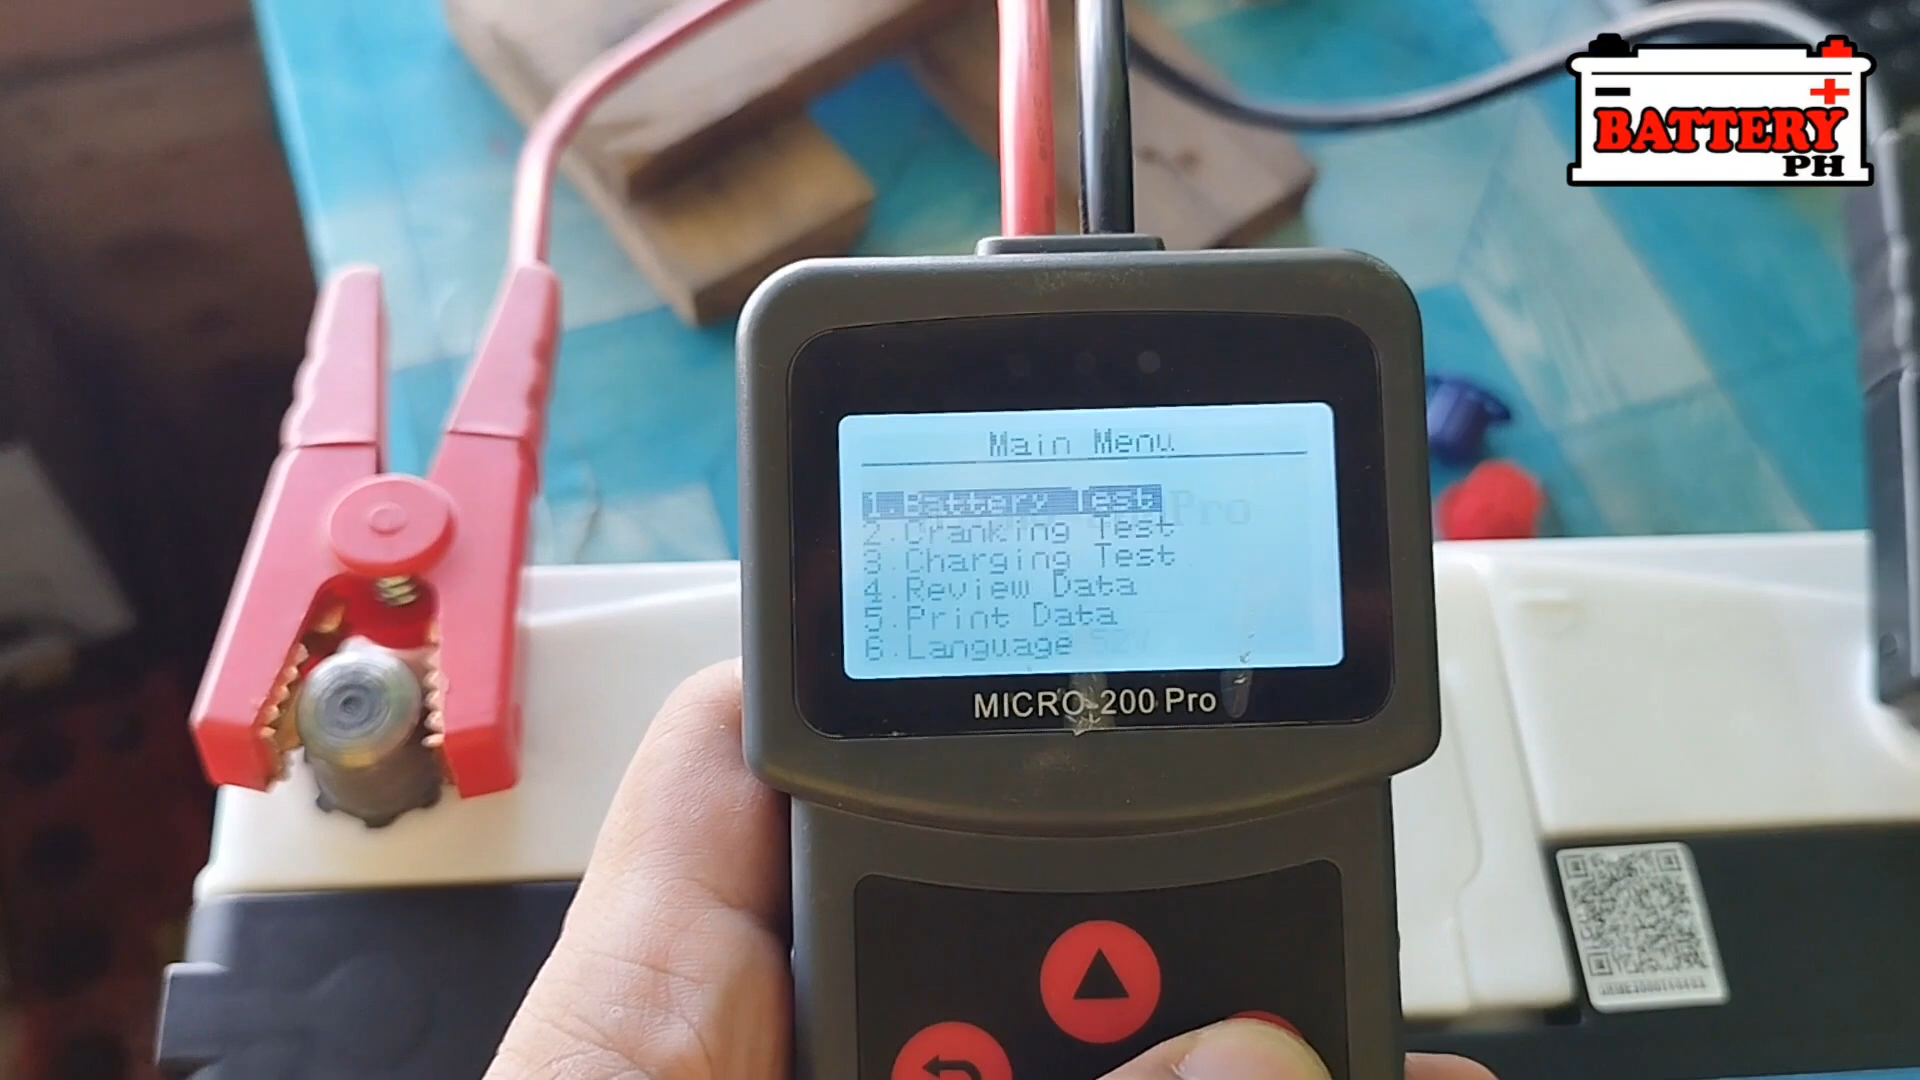 BATTERY
PH
Main Menu
1.Battery Test
2.Cranking Test
3.Charging Test
4.Review Data
5.Print Data
6.Language
Pro
MICRO-200 Pro